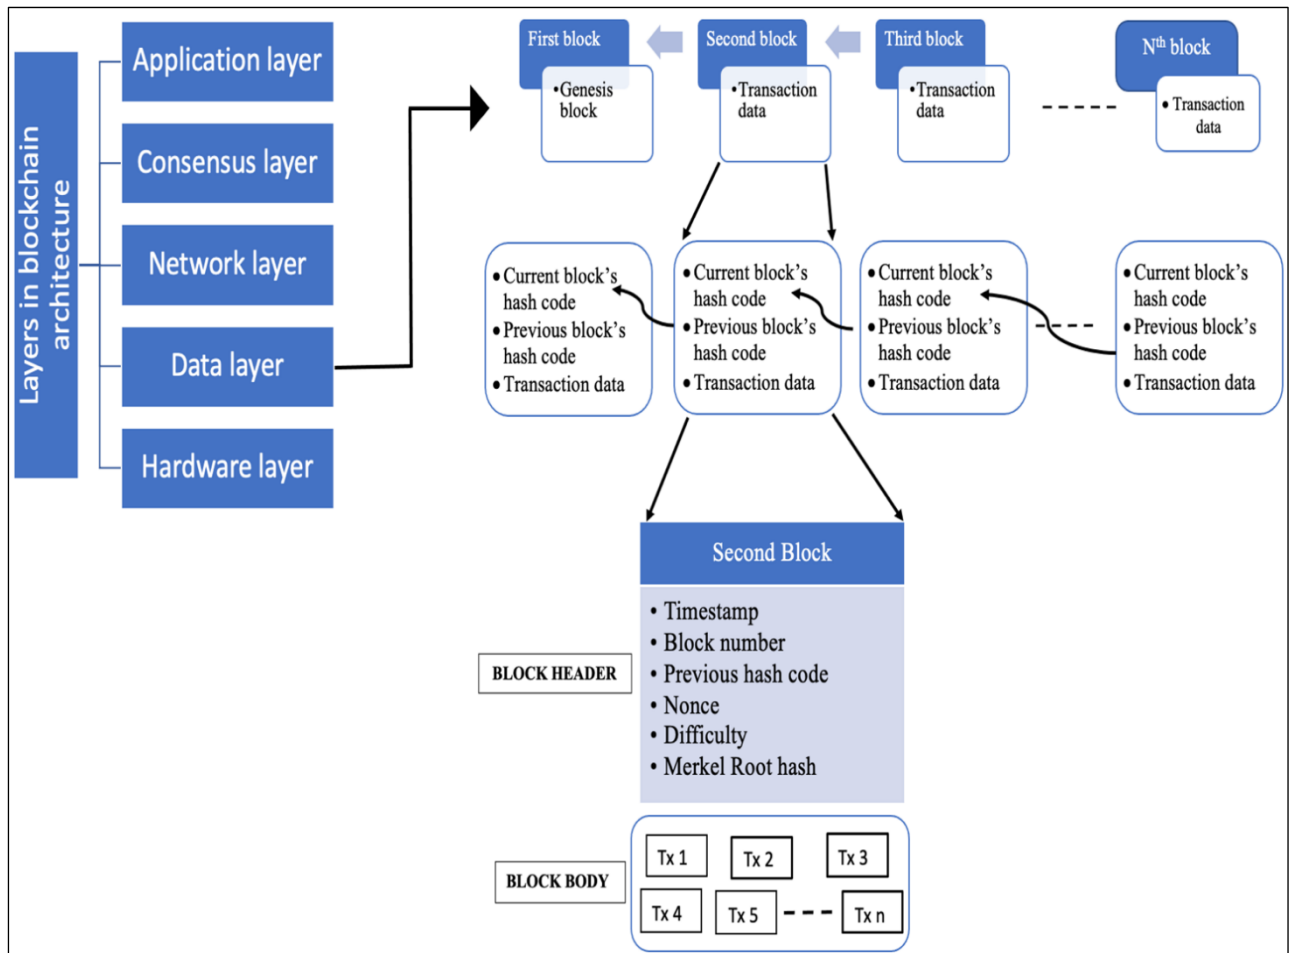 Layers in blockchain
architecture
Application layer
Consensus layer
Network layer
Data layer
Hardware layer
First block
•Genesis
block
Second block
•Transaction
data
Third block
•Transaction
data
Nth block
• Transaction
data
• Current block's
hash code
• Previous block's
hash code
• Transaction data
• Current block's
hash code
• Previous block's
hash code
• Transaction data
• Current block's
hash code
• Previous block's
hash code
• Transaction data
• Current block's
hash code
• Previous block's
hash code
• Transaction data
Second Block
BLOCK HEADER
• Timestamp
• Block number
• Previous hash code
• Nonce
• Difficulty
• Merkel Root hash
BLOCK BODY
Tx 1 Tx 2 Tx 3
Tx 4 Tx 5 Tx n